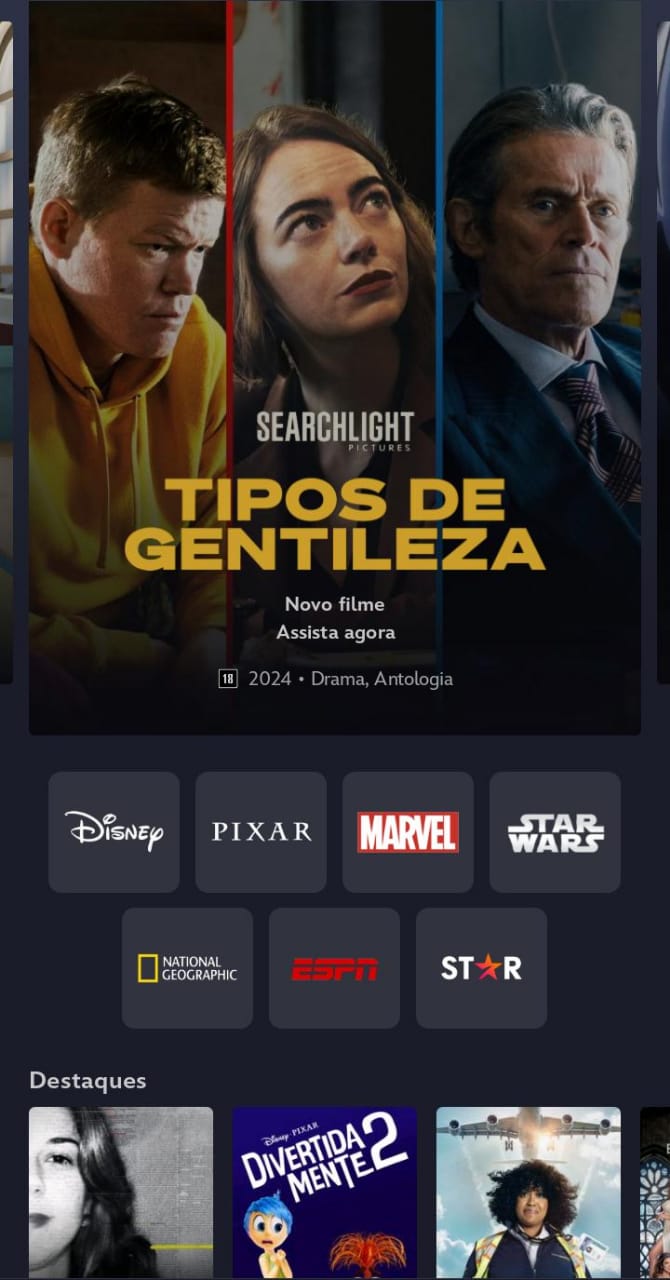 SEARCHLIGHT
PICTURES
TIPOS DE
GENTILEZA
Novo filme
Assista agora
18 2024 • Drama, Antologia
Disney
PIXAR
MARVEL
STAR
WARS
NATIONAL
GEOGRAPHIC
ESPN
STAR
Destaques
Disney PIXAR
DIVERTIDA
MENTE 2